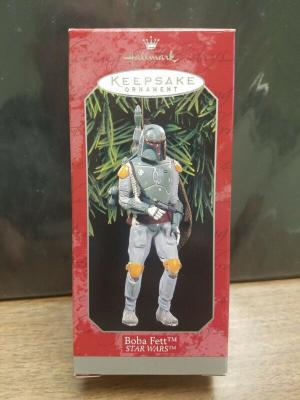 Hallmark
KEEPSAKE
ORNAMENT
Boba Fett™
STAR WARS™